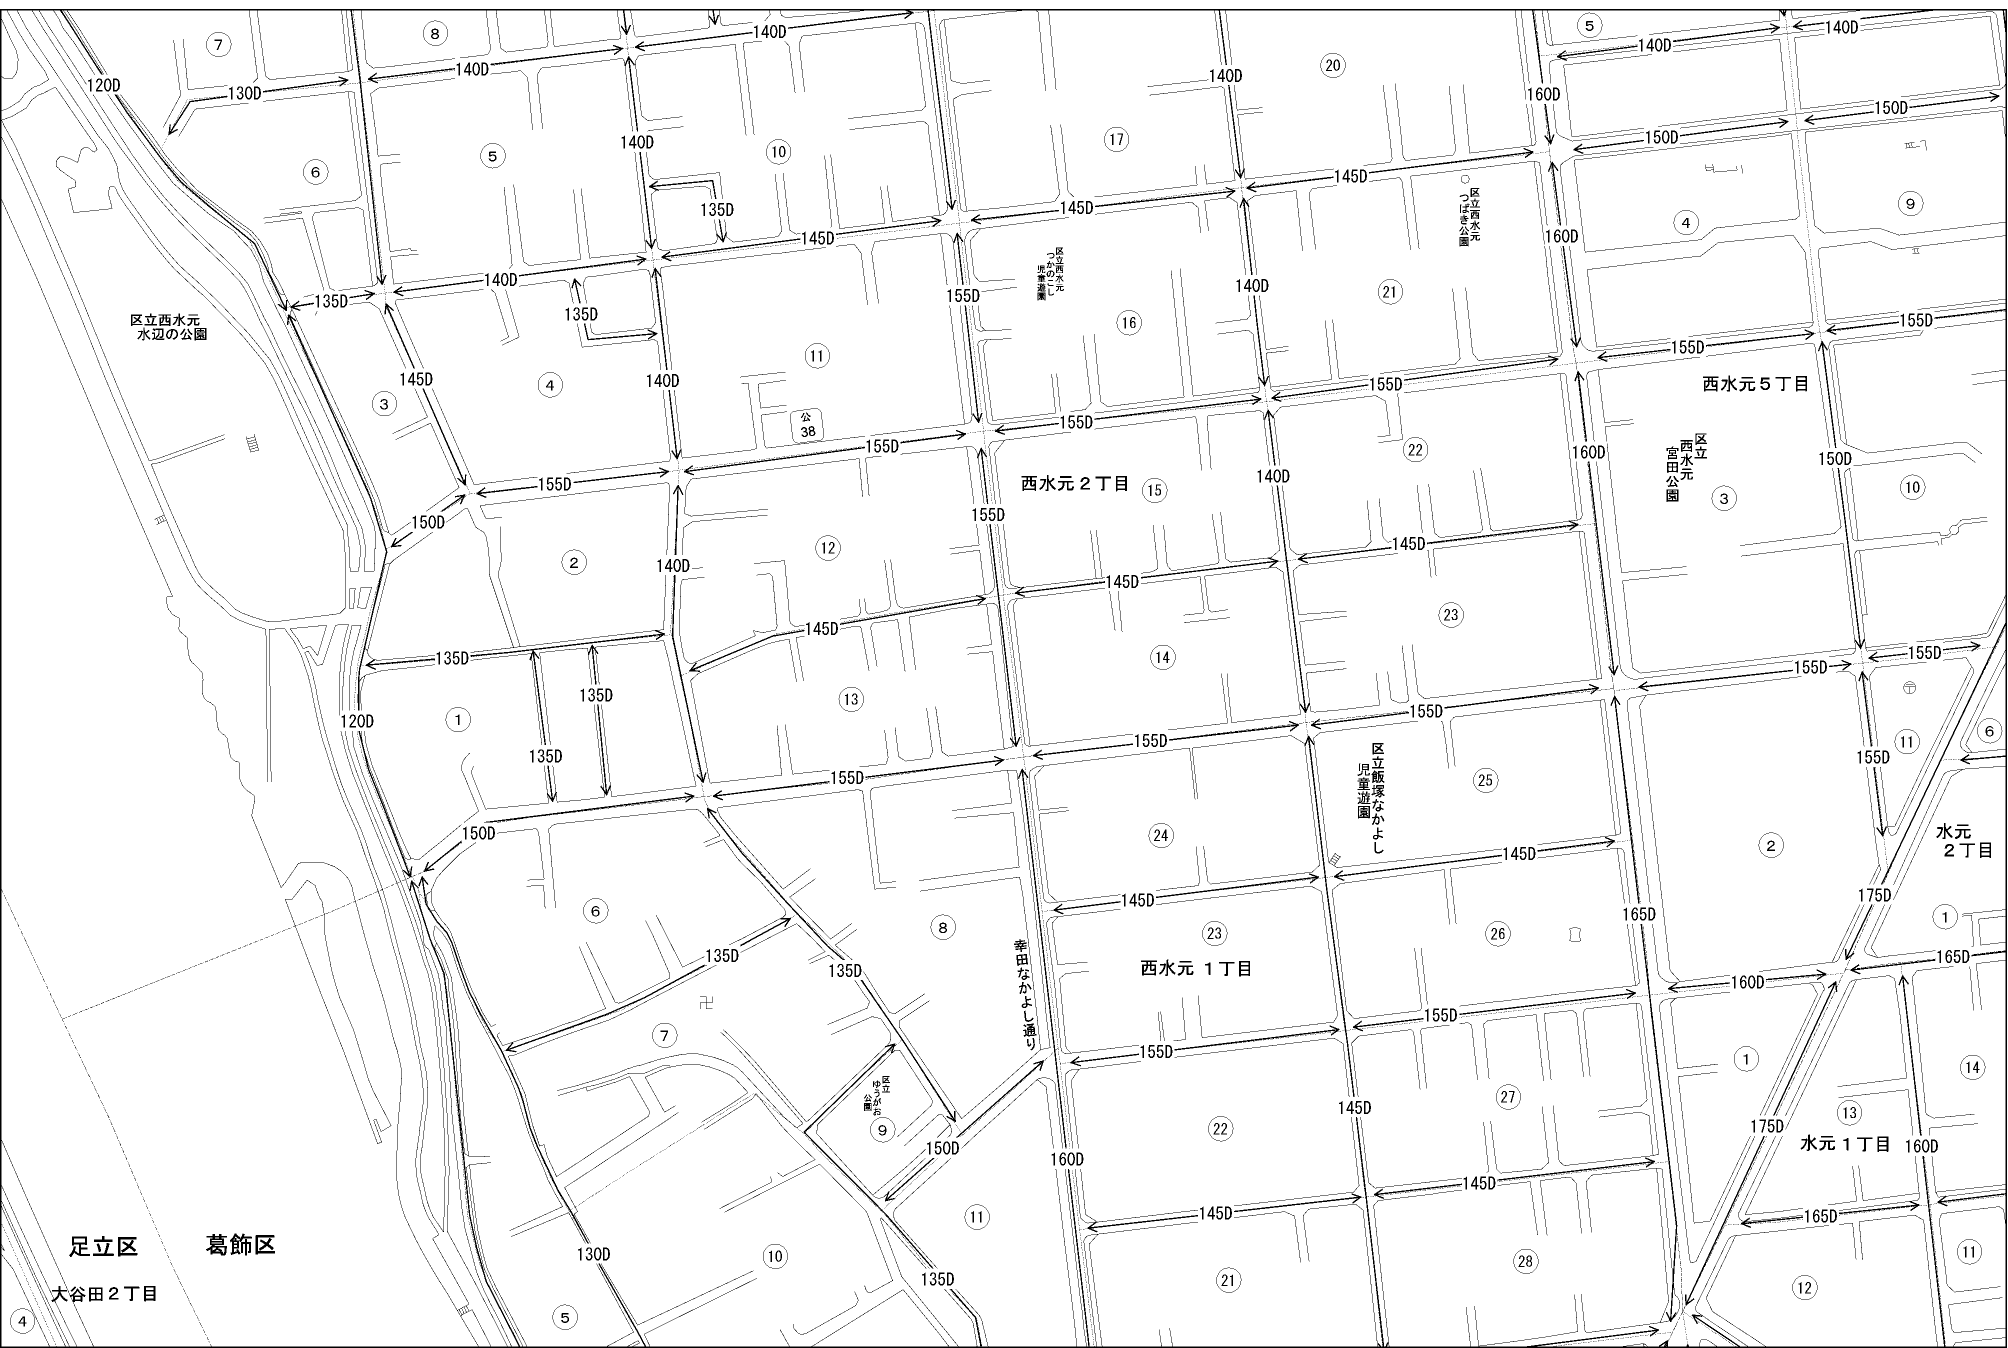 ⑤
⑧
⑦
140D
140D
140D
140D
⑳
140D
120D
130D
160D
150D
⑰
150D
140D
⑤
⑩
⑥
145D
④
⑨
135D
145D
区立西水元
つばき公園
145D
160D
区立西水元
つかのこし
児童遊園
140D
135D
140D
㉑
155D
135D
区立西水元
水辺の公園
⑯
155D
155D
⑪
145D
140D
④
155D
西水元５丁目
③
公
38
155D
155D
22
160D
区立
西水元
宮田公園
150D
140D
155D
西水元２丁目
⑮
③
⑩
155D
150D
⑫
145D
②
140D
145D
23
145D
155D
135D
⑭
155D
135D
⑬
155D
①
120D
155D
⑥
⑪
135D
155D
155D
区立飯塚なかよし
児童遊園
25
150D
24
水元
２丁目
②
145D
175D
145D
⑥
165D
①
⑧
23
26
135D
幸田なかよし通り
165D
西水元１丁目
135D
160D
155D
⑦
155D
①
⑭
区立
ゆうがお
公園
27
145D
⑬
⑨
22
175D
水元１丁目
150D
160D
160D
145D
⑪
145D
165D
足立区
葛飾区
130D
⑩
28
⑪
135D
21
⑫
大谷田２丁目
④
⑤